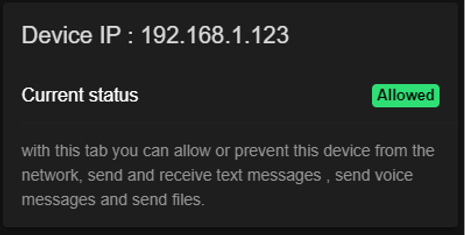 Device IP : 192.168.1.123
Current status
Allowed
with this tab you can allow or prevent this device from the
network, send and receive text messages , send voice
messages and send files.